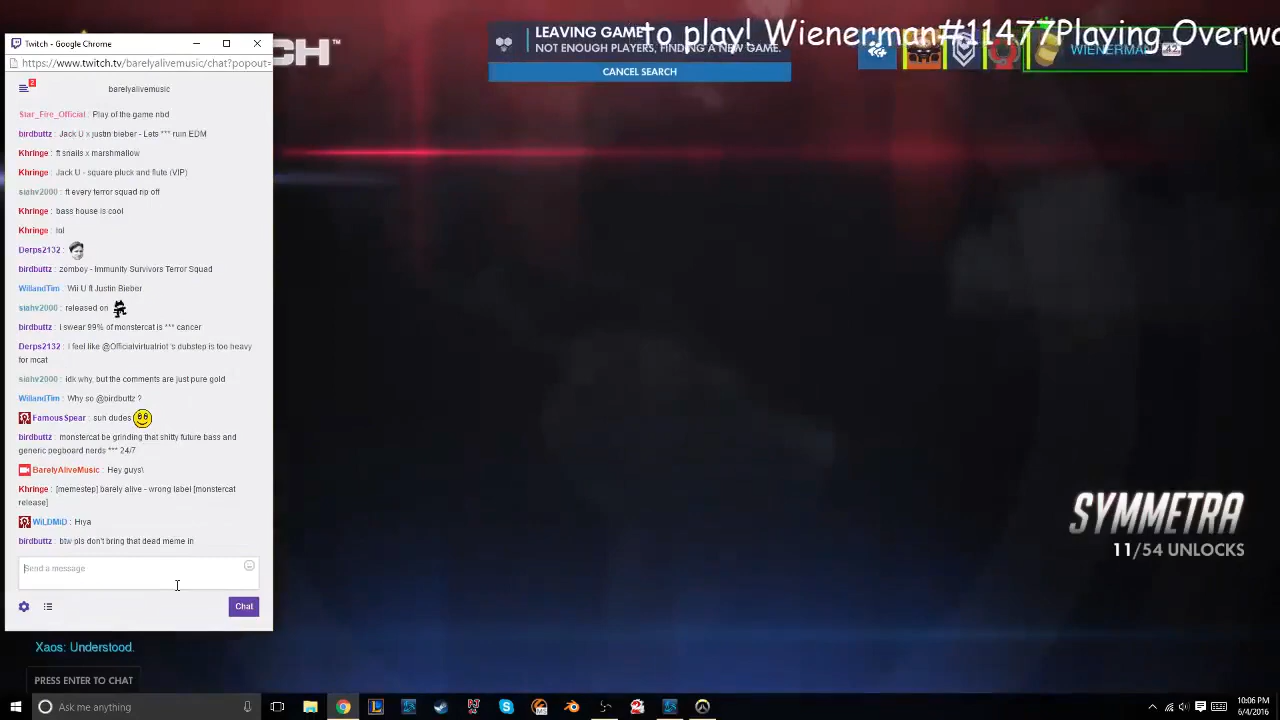 LEAVING GAME
NOT ENOUGH PLAYERS, FINDING A NEW GAME.
CANCEL SEARCH
to play! Wienerman#11477Playing Overwa
WIENERMAN 42
Twitch - Google Chrome
https://www.twitch.tv/barelyalivemusic/chat?popout=
2
barelyalivemusic
Star_Fire_Official : Play of the game nbd
birdbuttz : Jack U x justin bieber - Lets *** ruin EDM
Khringe : ft snails x marshmallow
Khringe : Jack U - square pluck and flute (VIP)
siahv2000 : ft every terror squad rip off
Khringe : bass house is cool
Khringe : lol
Derps2132 :
birdbuttz : zomboy - Immunity Survivors Terror Squad
WillandTim : Wii U ft Justin Bieber
siahv2000 : released on
birdbuttz : I swear 99% of monstercat is *** cancer
Derps2132 : I feel like @Officialvirtualriot 's dubstep is too heavy
for mcat
siahv2000 : idk why, but the comments are just pure gold
WillandTim : Why so @birdbuttz ?
FamousSpear : suh dudes
birdbuttz : monstercat be grinding that shitty future bass and
generic pegboard nerds *** 24/7
BarelyAliveMusic : Hey guys\
Khringe : [memestep] barely alive - wrong label [monstercat
release]
WiLDMiD : Hiya
birdbuttz : btw pls don't bring that dead meme in
Send a message
Chat
SYMMETRA
11/54 UNLOCKS
Xaos: Understood.
PRESS ENTER TO CHAT
Ask me anything
10:06 PM
6/4/2016